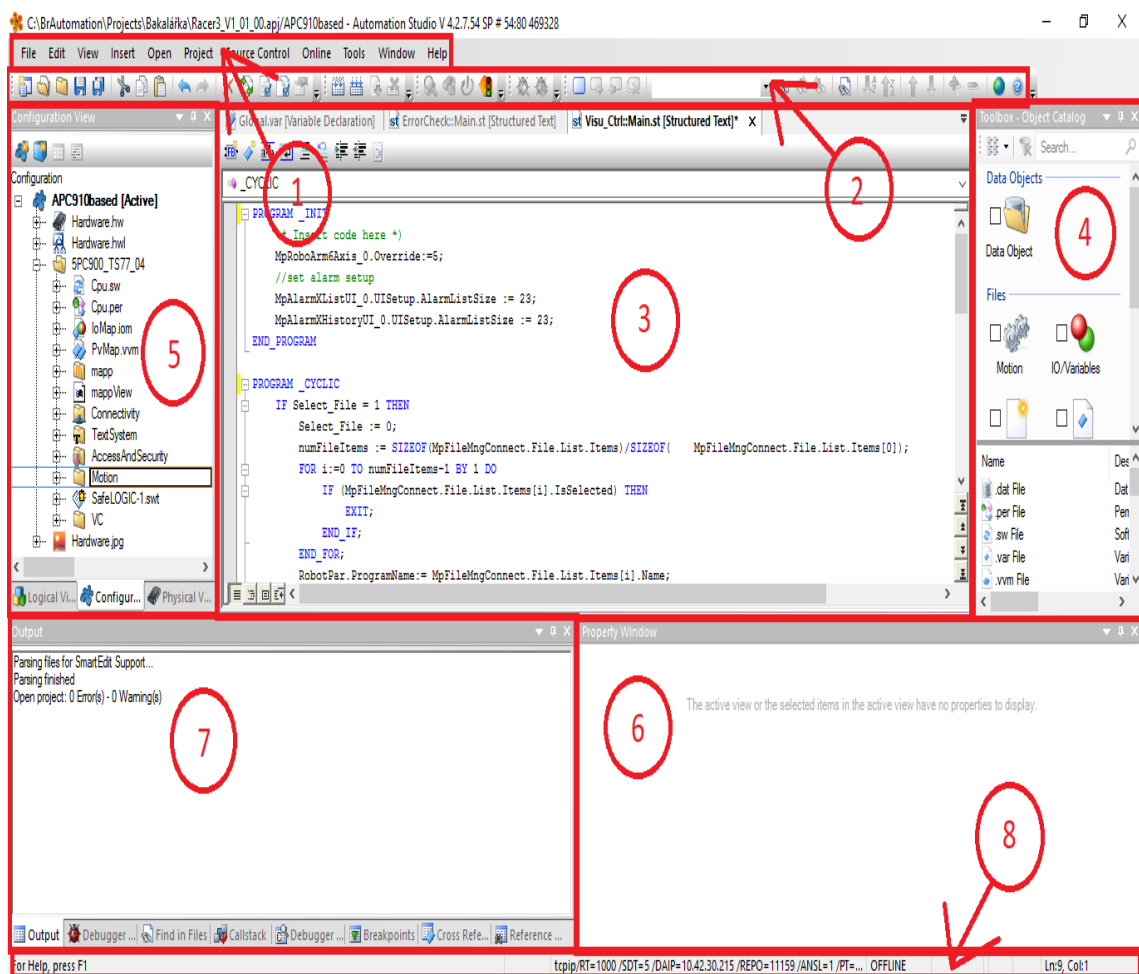 C:\BrAutomation\Projects\Bakalářka\Racer3_V1_01_00.apj/APC910based - Automation Studio V 4.2.7.54 SP # 54:80 469328
File Edit View Insert Open Project Source Control Online Tools Window Help
Configuration View
Global.var [Variable Declaration] ErrorCheck::Main.st [Structured Text] Visu_Ctrl::Main.st [Structured Text]* X
Toolbox - Object Catalog
Search...
Configuration
_CYCLIC
1
2
Data Objects
APC910based [Active]
Hardware.hw
Hardware.hwl
5PC900_TS77_04
Cpu.sw
Cpu.per
IoMap.iom
PvMap.vvm
mapp
mappView
Connectivity
TextSystem
AccessAndSecurity
Motion
SafeLOGIC-1.swt
VC
Hardware.jpg
5
Logical Vi... Configur... Physical V...
PROGRAM _INIT
(* Insert code here *)
MpRoboArm6Axis_0.Override:=5;
//set alarm setup
MpAlarmXListUI_0.UISetup.AlarmListSize := 23;
MpAlarmXHistoryUI_0.UISetup.AlarmListSize := 23;
END_PROGRAM
3
PROGRAM _CYCLIC
IF Select_File = 1 THEN
Select_File := 0;
numFileItems := SIZEOF(MpFileMngConnect.File.List.Items)/SIZEOF( MpFileMngConnect.File.List.Items[0]);
FOR i:=0 TO numFileItems-1 BY 1 DO
IF (MpFileMngConnect.File.List.Items[i].IsSelected) THEN
EXIT;
END_IF;
END_FOR;
RobotPar.ProgramName:= MpFileMngConnect.File.List.Items[i].Name;
4
Data Object
Files
Motion IO/Variables
Name Des
.dat File Dat
.per File Pen
.sw File Soft
.var File Vari
.vvm File Vari
Output
Parsing files for SmartEdit Support...
Parsing finished
Open project: 0 Error(s) - 0 Warning(s)
7
Output Debugger ... Find in Files Callstack Debugger ... Breakpoints Cross Refe... Reference ...
Property Window
The active view or the selected items in the active view have no properties to display.
6
8
For Help, press F1
tcpip/RT=1000 /SDT=5 /DAIP=10.42.30.215 /REPO=11159 /ANSL=1 /PT=... OFFLINE Ln:9, Col:1